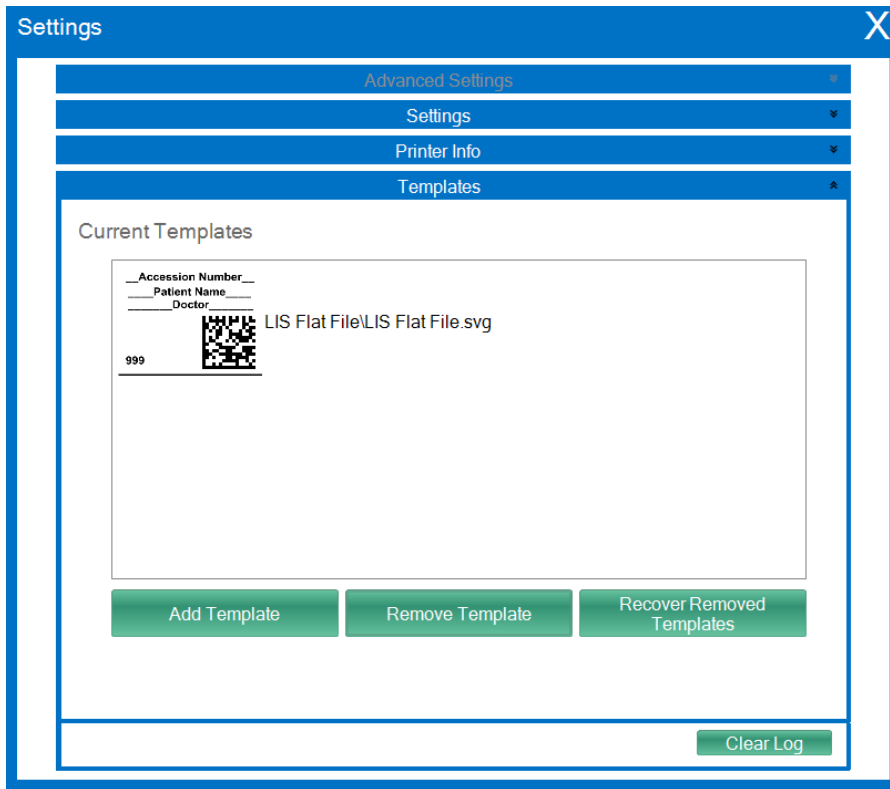 Settings
X
Advanced Settings
Settings
Printer Info
Templates
Current Templates
__Accession Number__
____Patient Name____
_______Doctor_______
999
LIS Flat File\LIS Flat File.svg
Add Template
Remove Template
Recover Removed
Templates
Clear Log